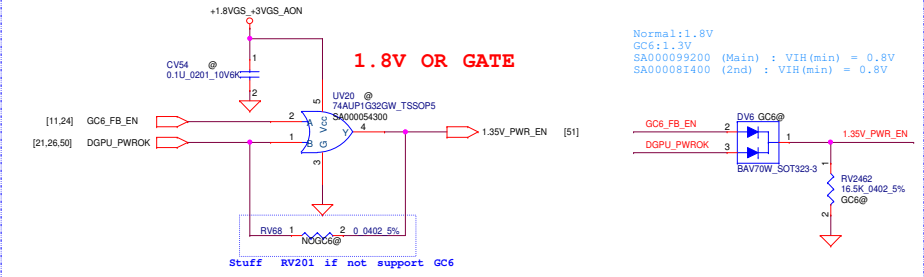 +1.8VGS_+3VGS_AON
1
CV54 @
0.1U_0201_10V6K
2
1.8V OR GATE
UV20 @
74AUP1G32GW_TSSOP5
SA000054300
5
Vcc
[11,24] GC6_FB_EN 2 A
[21,26,50] DGPU_PWROK 1 B
Y 4
G
3
1.35V_PWR_EN [51]
RV68 1 2 0_0402_5%
NOGC6@
Stuff RV201 if not support GC6
Normal:1.8V
GC6:1.3V
SA000099200 (Main) : VIH(min) = 0.8V
SA00008I400 (2nd) : VIH(min) = 0.8V
DV6 GC6@
GC6_FB_EN 2
DGPU_PWROK 3
1 1.35V_PWR_EN
BAV70W_SOT323-3
1
RV2462
16.5K_0402_5%
GC6@
2